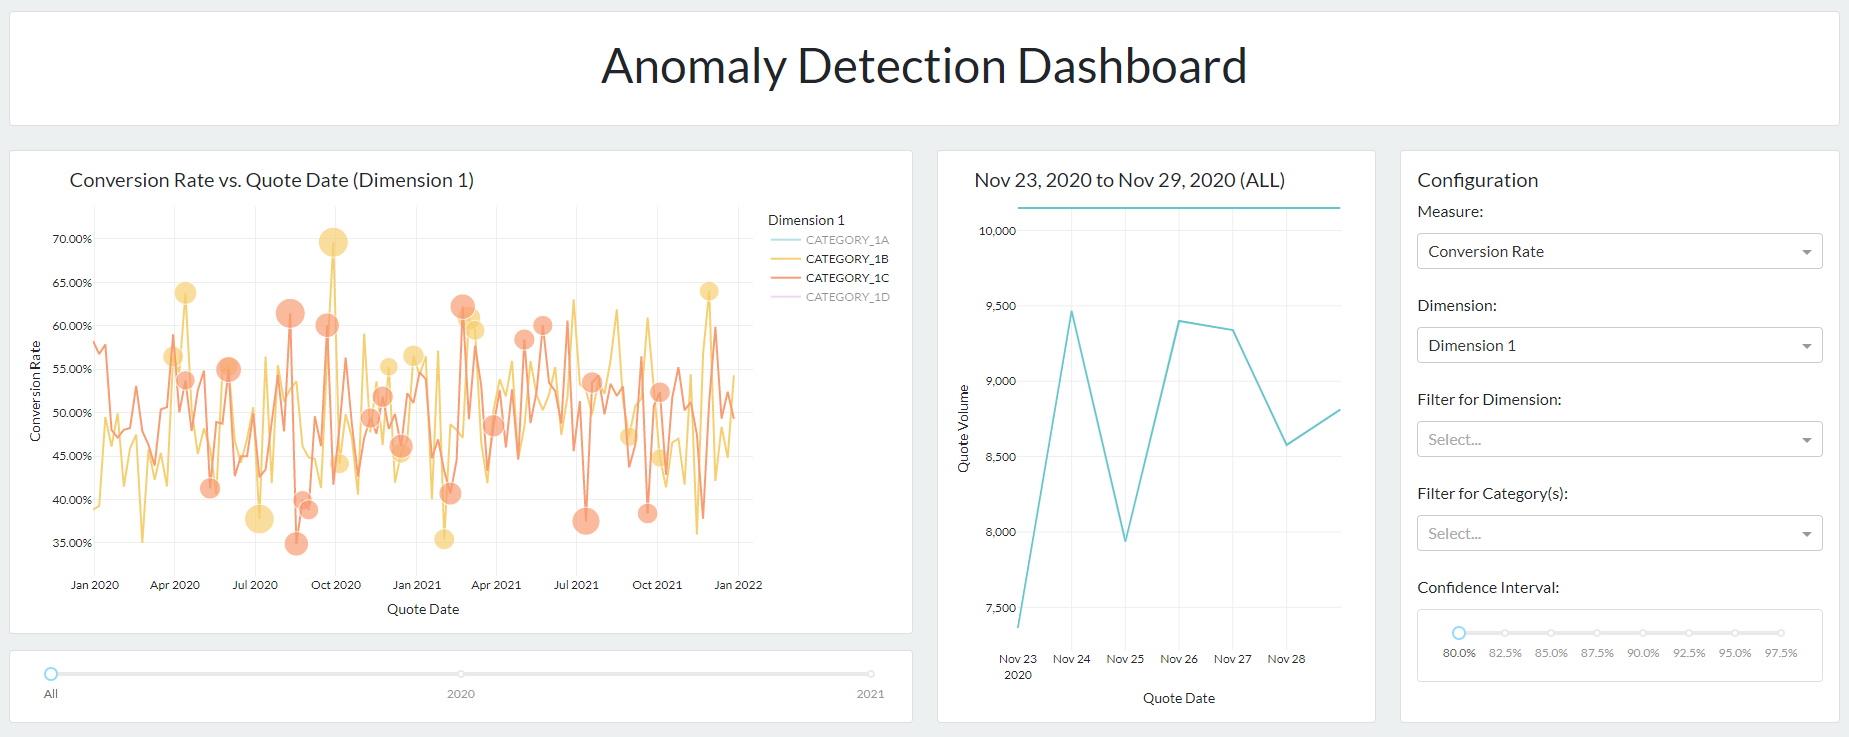 Anomaly Detection Dashboard
Conversion Rate vs. Quote Date (Dimension 1)
Conversion Rate
70.00%
65.00%
60.00%
55.00%
50.00%
45.00%
40.00%
35.00%
Jan 2020 Apr 2020 Jul 2020 Oct 2020 Jan 2021 Apr 2021 Jul 2021 Oct 2021 Jan 2022
Quote Date
Dimension 1
CATEGORY_1A
CATEGORY_1B
CATEGORY_1C
CATEGORY_1D
All 2020 2021
Nov 23, 2020 to Nov 29, 2020 (ALL)
Quote Volume
10,000
9,500
9,000
8,500
8,000
7,500
Nov 23 Nov 24 Nov 25 Nov 26 Nov 27 Nov 28
2020
Quote Date
Configuration
Measure:
Conversion Rate
Dimension:
Dimension 1
Filter for Dimension:
Select...
Filter for Category(s):
Select...
Confidence Interval:
80.0% 82.5% 85.0% 87.5% 90.0% 92.5% 95.0% 97.5%